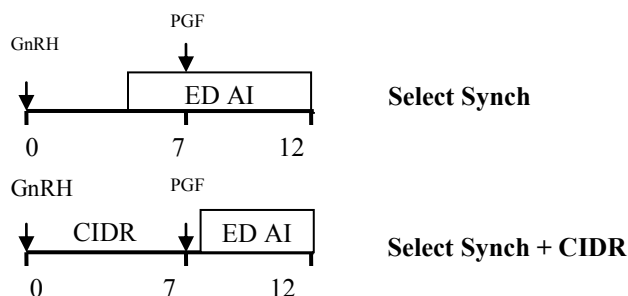 PGF
GnRH
ED AI
Select Synch
0 7 12
GnRH
PGF
CIDR
ED AI
Select Synch + CIDR
0 7 12